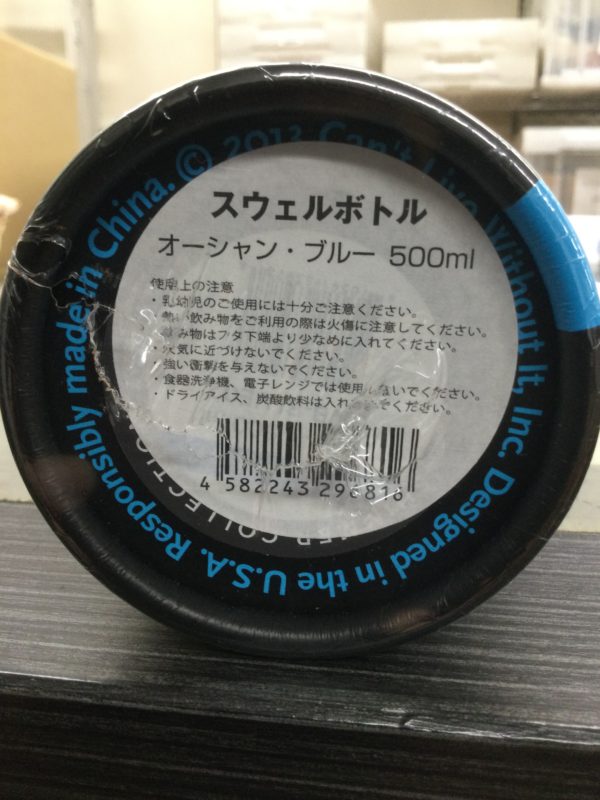 スウェルボトル
オーシャン・ブルー 500ml
使用上の注意
・乳幼児のご使用には十分ご注意ください。
・熱い飲み物をご利用の際は火傷に注意してください。
・飲み物はフタ下端より少なめに入れてください。
・火気に近づけないでください。
・強い衝撃を与えないでください。
・食器洗浄機、電子レンジでは使用しないでください。
・ドライアイス、炭酸飲料は入れないでください。
4 582243 296816
COLLECTION
© 2013 Can't Live Without It, Inc. Designed in the U.S.A. Responsibly made in China.